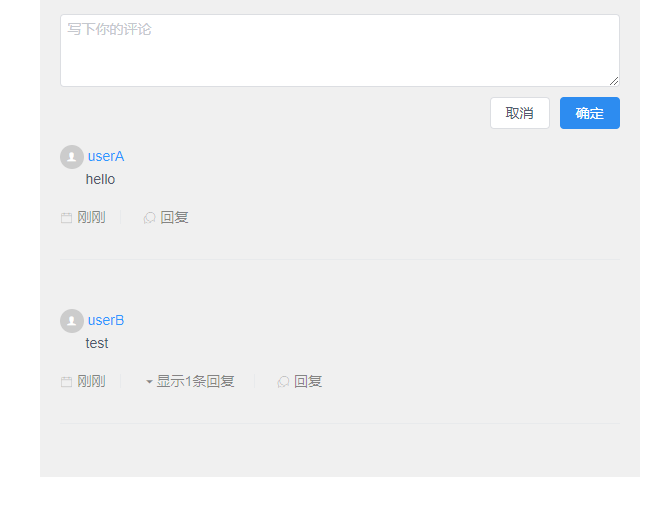 写下你的评论
取消 确定
userA
hello
刚刚 回复
userB
test
刚刚 显示1条回复 回复